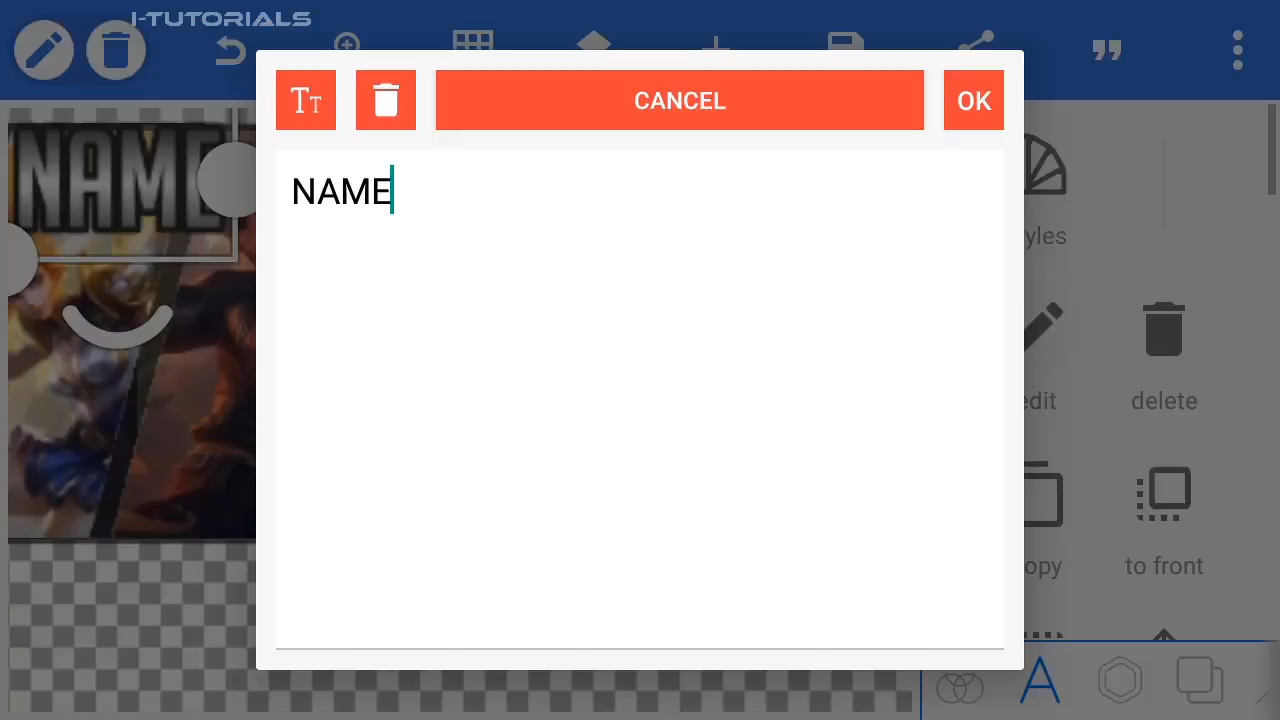 I-TUTORIALS
CANCEL
OK
NAME
NAME
yles
edit
delete
opy
to front